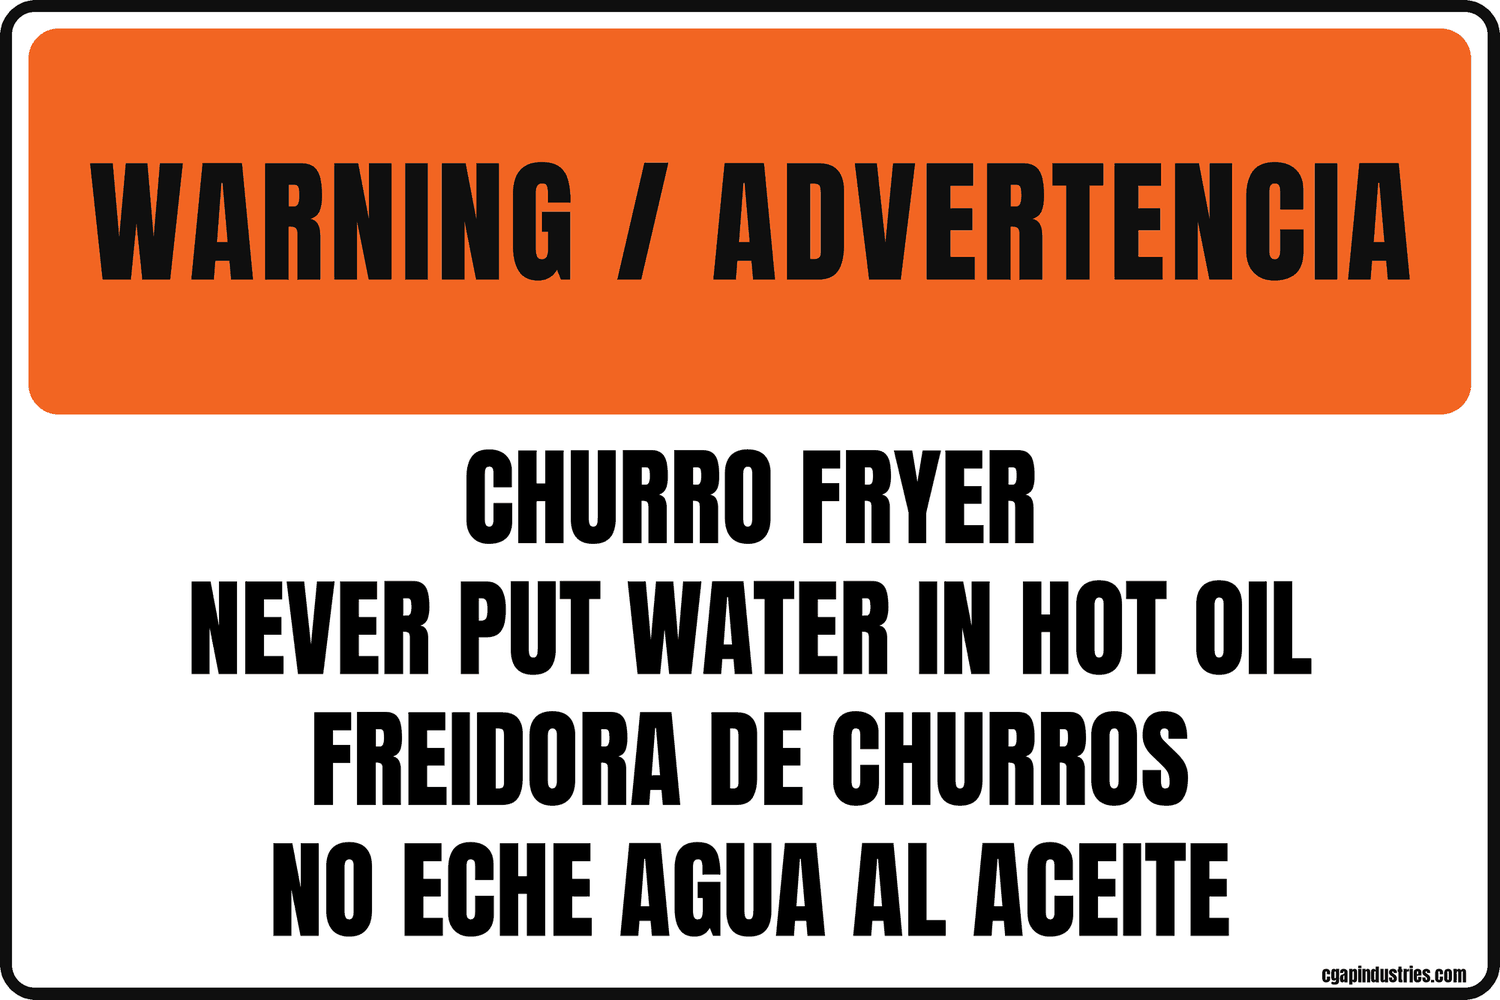 WARNING / ADVERTENCIA
CHURRO FRYER
NEVER PUT WATER IN HOT OIL
FREIDORA DE CHURROS
NO ECHE AGUA AL ACEITE
cgapindustries.com